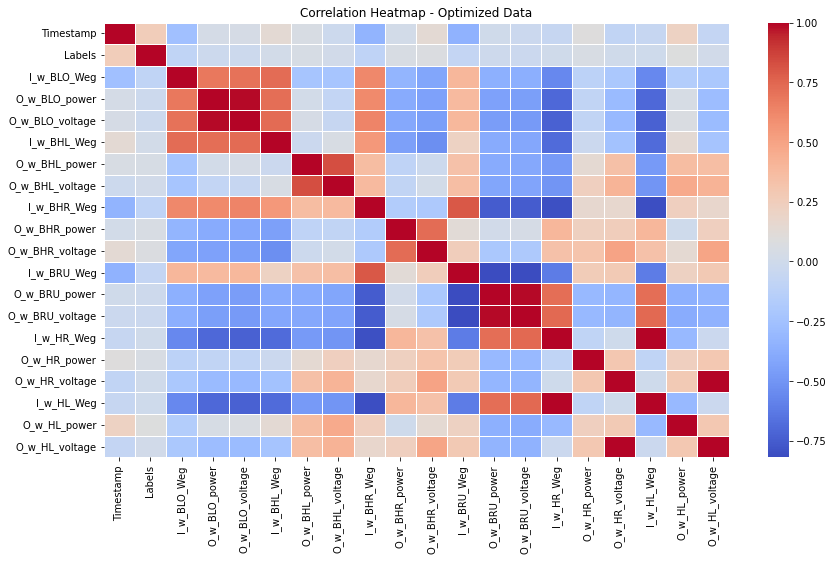 Correlation Heatmap - Optimized Data
Timestamp
Labels
I_w_BLO_Weg
O_w_BLO_power
O_w_BLO_voltage
I_w_BHL_Weg
O_w_BHL_power
O_w_BHL_voltage
I_w_BHR_Weg
O_w_BHR_power
O_w_BHR_voltage
I_w_BRU_Weg
O_w_BRU_power
O_w_BRU_voltage
I_w_HR_Weg
O_w_HR_power
O_w_HR_voltage
I_w_HL_Weg
O_w_HL_power
O_w_HL_voltage
Timestamp
Labels
I_w_BLO_Weg
O_w_BLO_power
O_w_BLO_voltage
I_w_BHL_Weg
O_w_BHL_power
O_w_BHL_voltage
I_w_BHR_Weg
O_w_BHR_power
O_w_BHR_voltage
I_w_BRU_Weg
O_w_BRU_power
O_w_BRU_voltage
I_w_HR_Weg
O_w_HR_power
O_w_HR_voltage
I_w_HL_Weg
O_w_HL_power
O_w_HL_voltage
1.00
0.75
0.50
0.25
0.00
−0.25
−0.50
−0.75